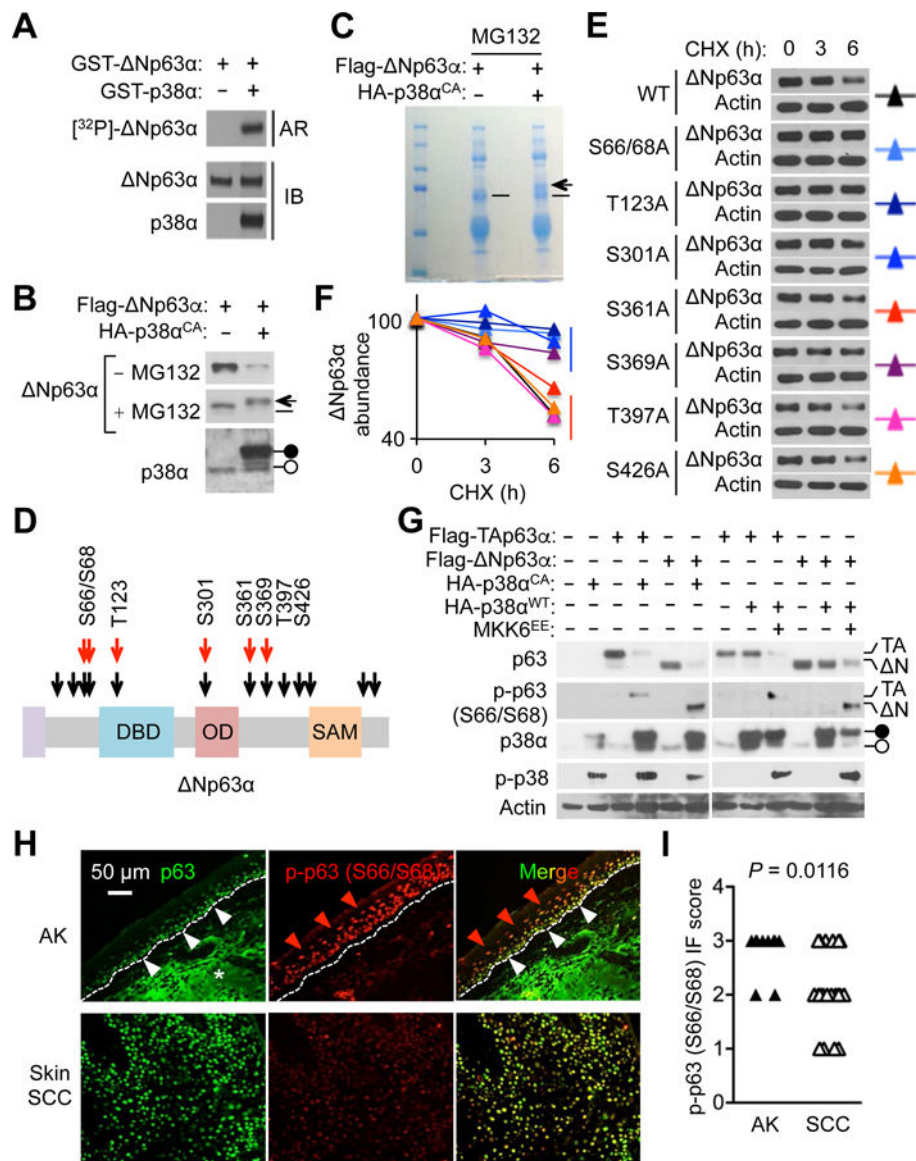 A
GST-ΔNp63α: + +
GST-p38α: − +
[³²P]-ΔNp63α
AR
ΔNp63α
p38α
IB
B
Flag-ΔNp63α: + +
HA-p38αCA: − +
ΔNp63α
− MG132
+ MG132
p38α
C
MG132
Flag-ΔNp63α: + +
HA-p38αCA: − +
D
S66/S68
T123
S301
S361
S369
T397
S426
DBD
OD
SAM
ΔNp63α
E
CHX (h): 0 3 6
WT
ΔNp63α
Actin
S66/68A
ΔNp63α
Actin
T123A
ΔNp63α
Actin
S301A
ΔNp63α
Actin
S361A
ΔNp63α
Actin
S369A
ΔNp63α
Actin
T397A
ΔNp63α
Actin
S426A
ΔNp63α
Actin
F
ΔNp63α
abundance
100
40
0 3 6
CHX (h)
G
Flag-TAp63α: − − + + − − + + + − − −
Flag-ΔNp63α: − − − − + + − − − + + +
HA-p38αCA: − + − + − + − − − − − −
HA-p38αWT: − − − − − − − + + − + +
MKK6EE: − − − − − − − − + − − +
p63
TA
ΔN
p-p63
(S66/S68)
TA
ΔN
p38α
p-p38
Actin
H
50 μm
p63
p-p63 (S66/S68)
Merge
AK
*
Skin
SCC
I
P = 0.0116
p-p63 (S66/S68) IF score
4
3
2
1
0
AK SCC